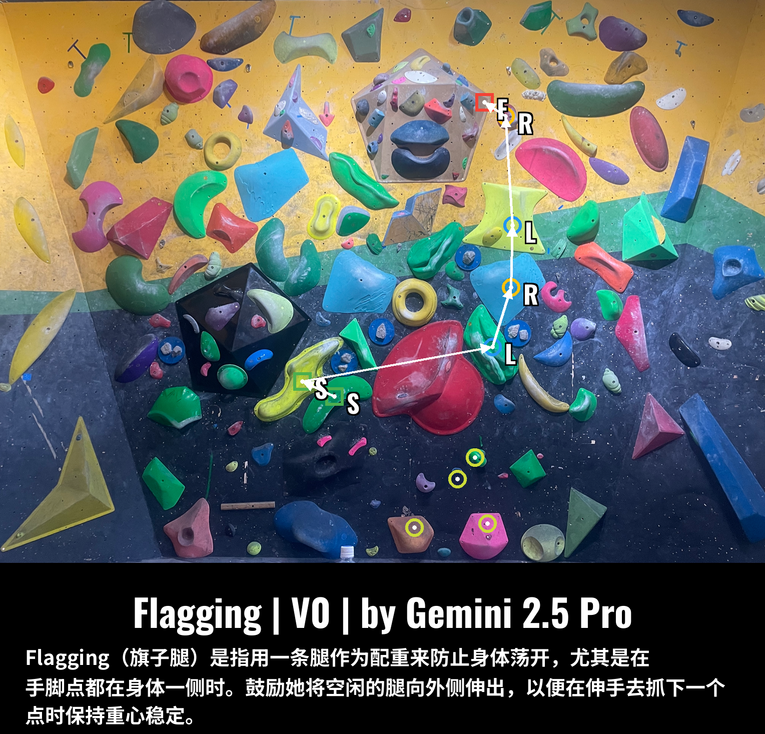 F
R
L
R
L
S
S
Flagging | V0 | by Gemini 2.5 Pro
Flagging（旗子腿）是指用一条腿作为配重来防止身体荡开，尤其是在
手脚点都在身体一侧时。鼓励她将空闲的腿向外侧伸出，以便在伸手去抓下一个
点时保持重心稳定。